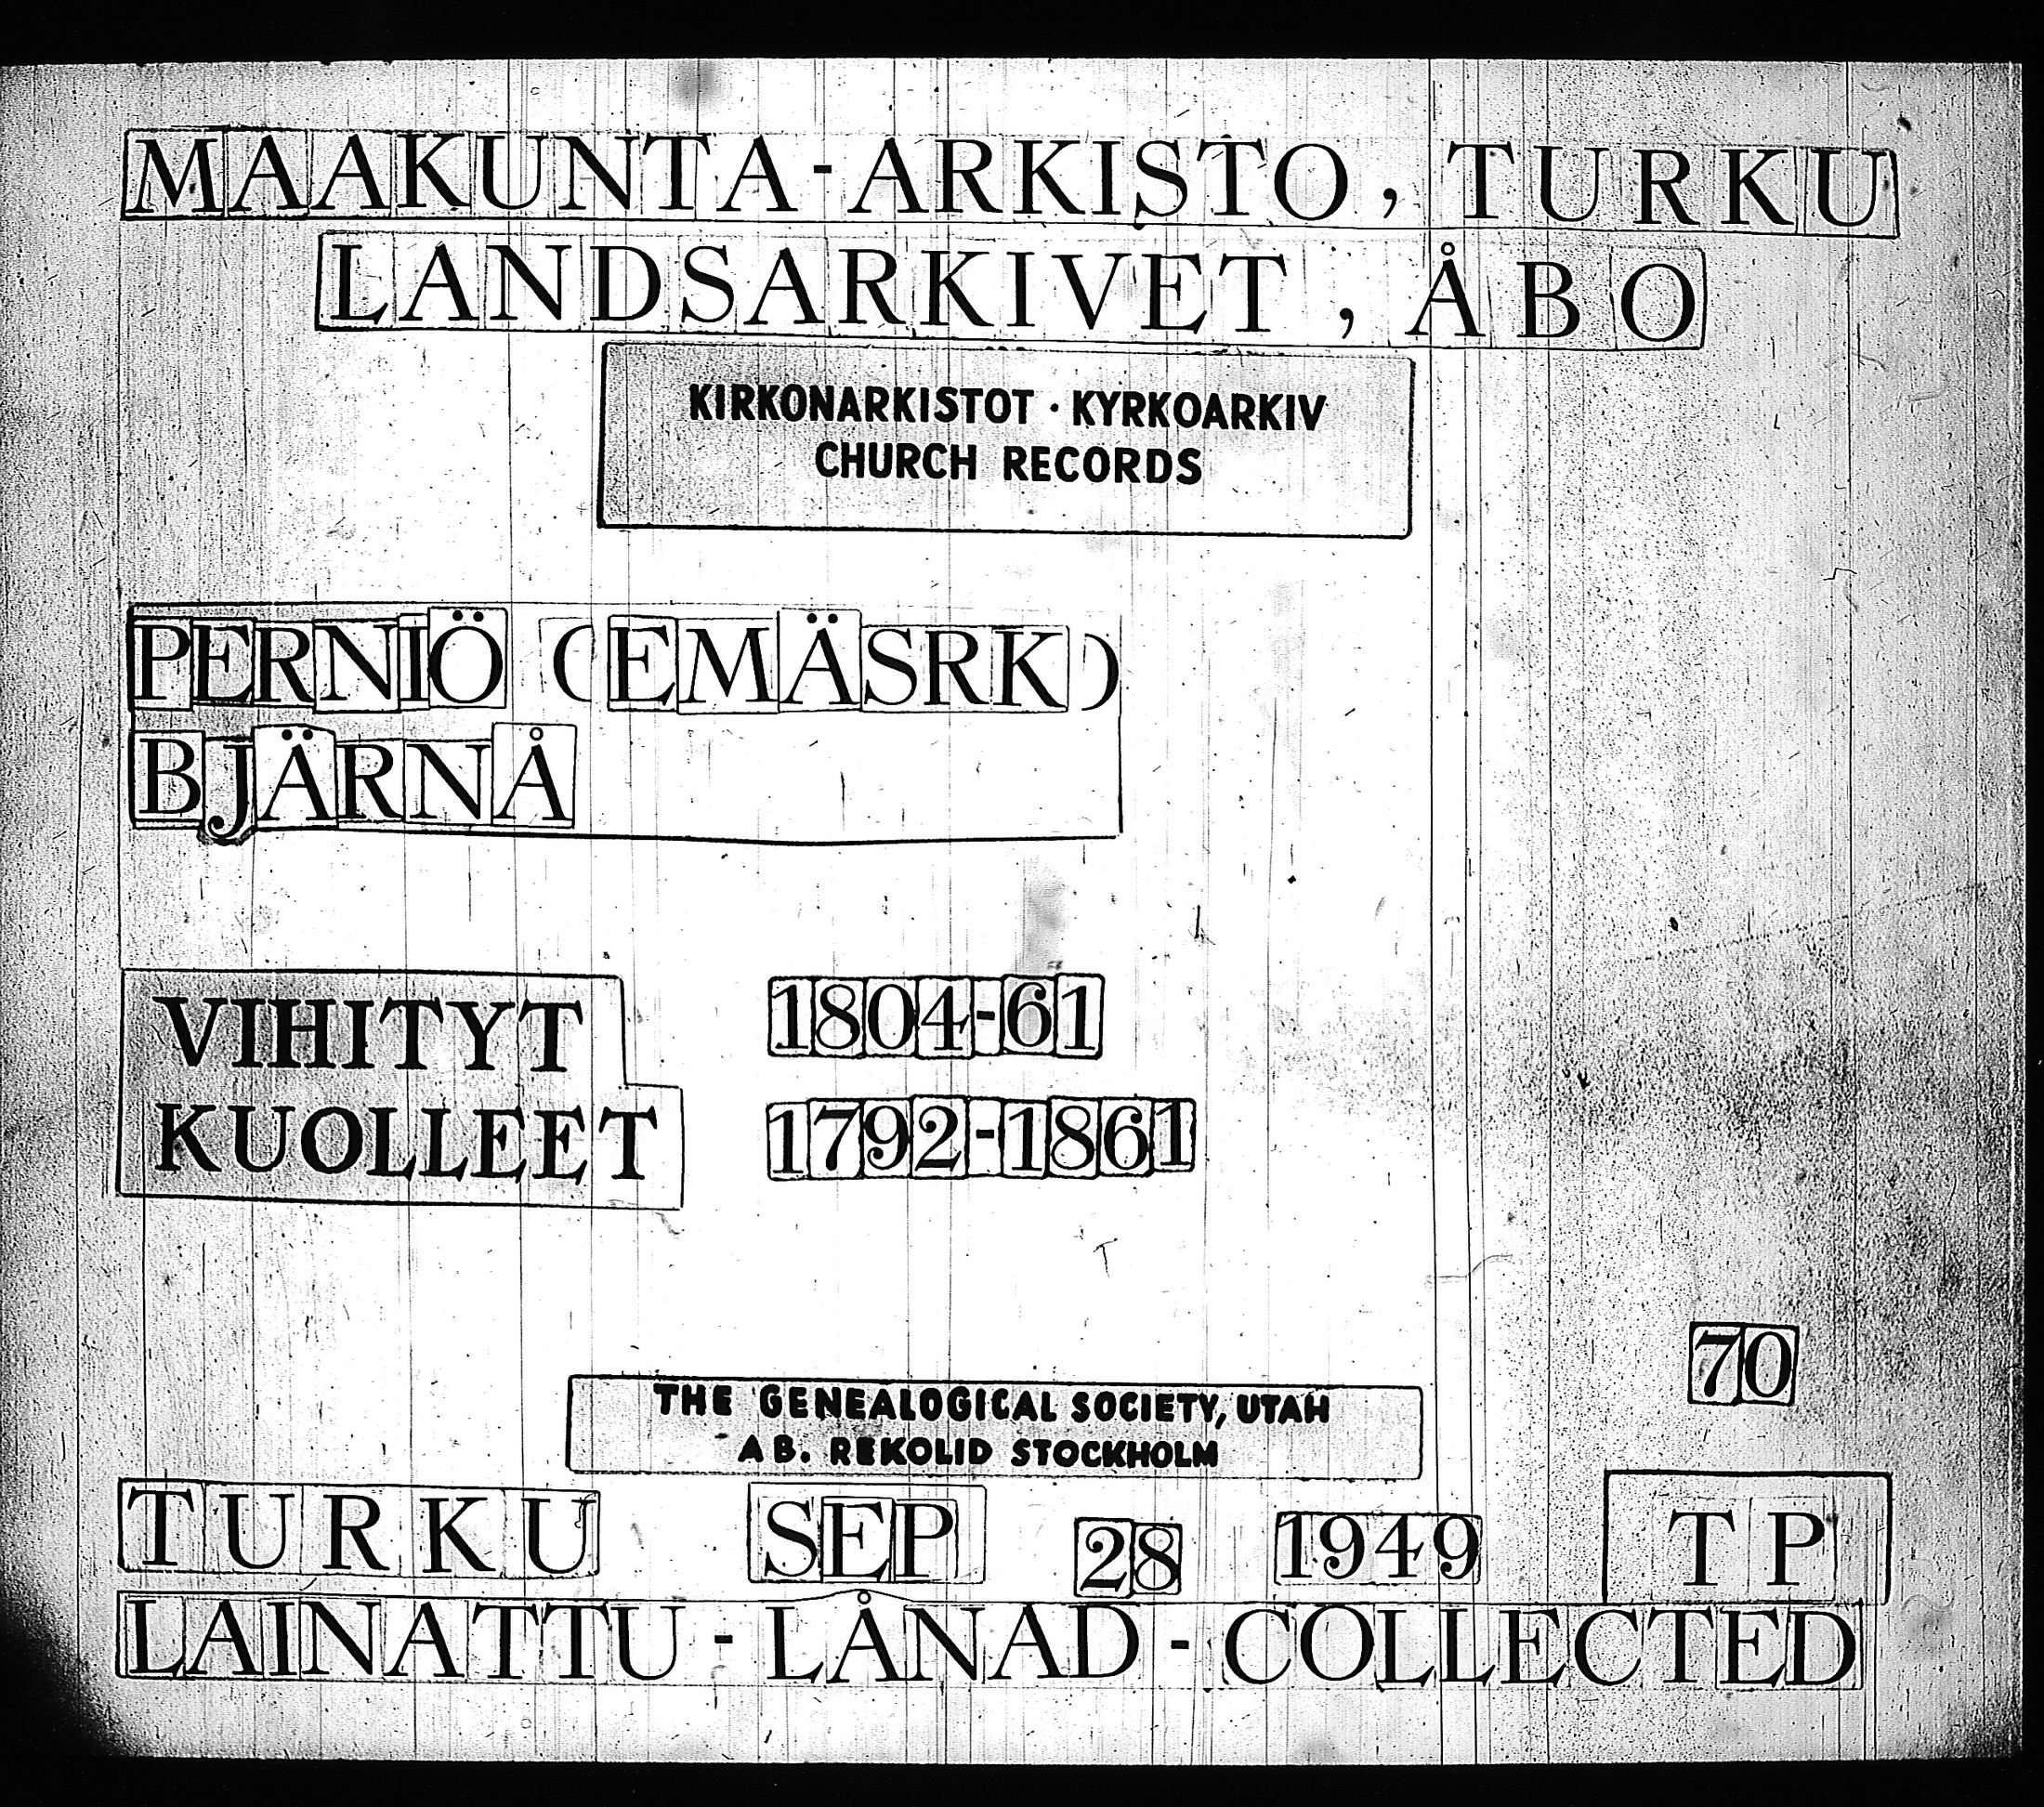 MAAKUNTA-ARKISTO, TURKU
LANDSARKIVET, ÅBO
KIRKONARKISTOT · KYRKOARKIV
CHURCH RECORDS
PERNIÖ (EMÄSRK)
BJÄRNÅ
VIHITYT 1804-61
KUOLLEET 1792-1861
70
THE GENEALOGICAL SOCIETY, UTAH
AB. REKOLID STOCKHOLM
TURKU SEP 28 1949 TP
LAINATTU - LÅNAD - COLLECTED